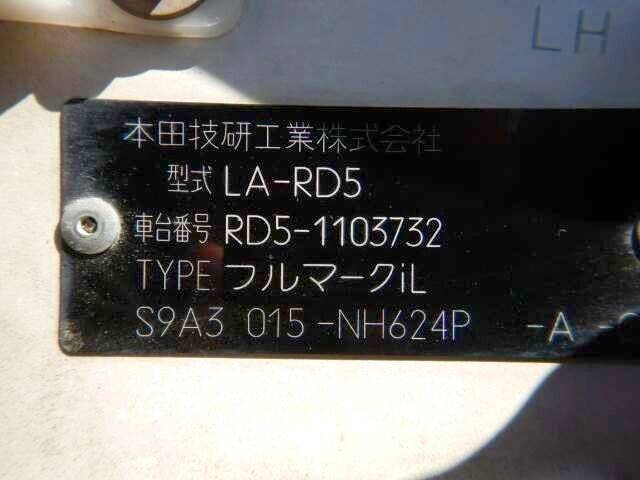 LH
本田技研工業株式会社
型式 LA-RD5
車台番号 RD5-1103732
TYPE フルマークiL
S9A3 015-NH624P -A -